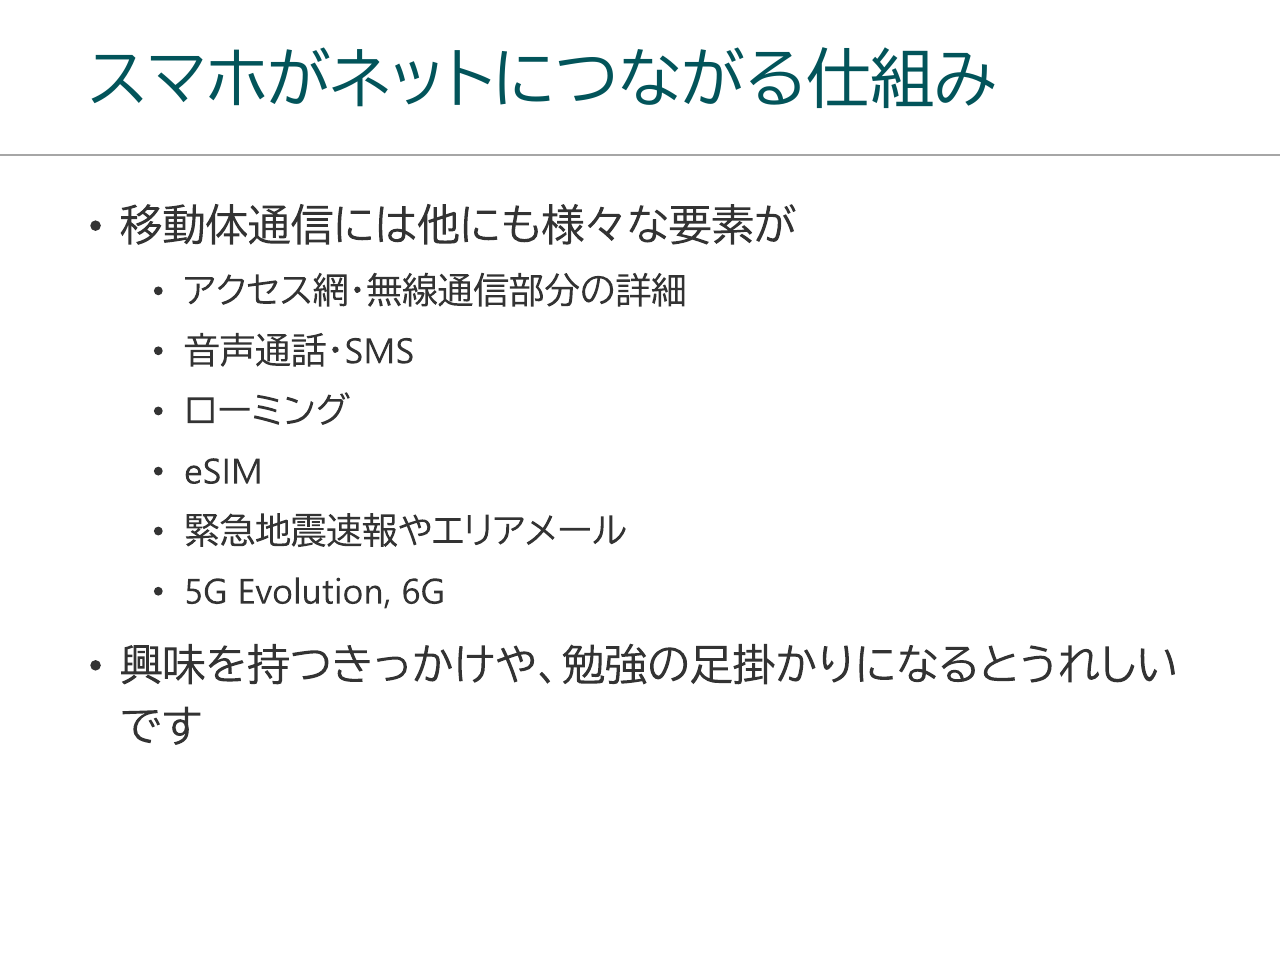 スマホがネットにつながる仕組み
• 移動体通信には他にも様々な要素が
• アクセス網・無線通信部分の詳細
• 音声通話・SMS
• ローミング
• eSIM
• 緊急地震速報やエリアメール
• 5G Evolution, 6G
• 興味を持つきっかけや、勉強の足掛かりになるとうれしい
です